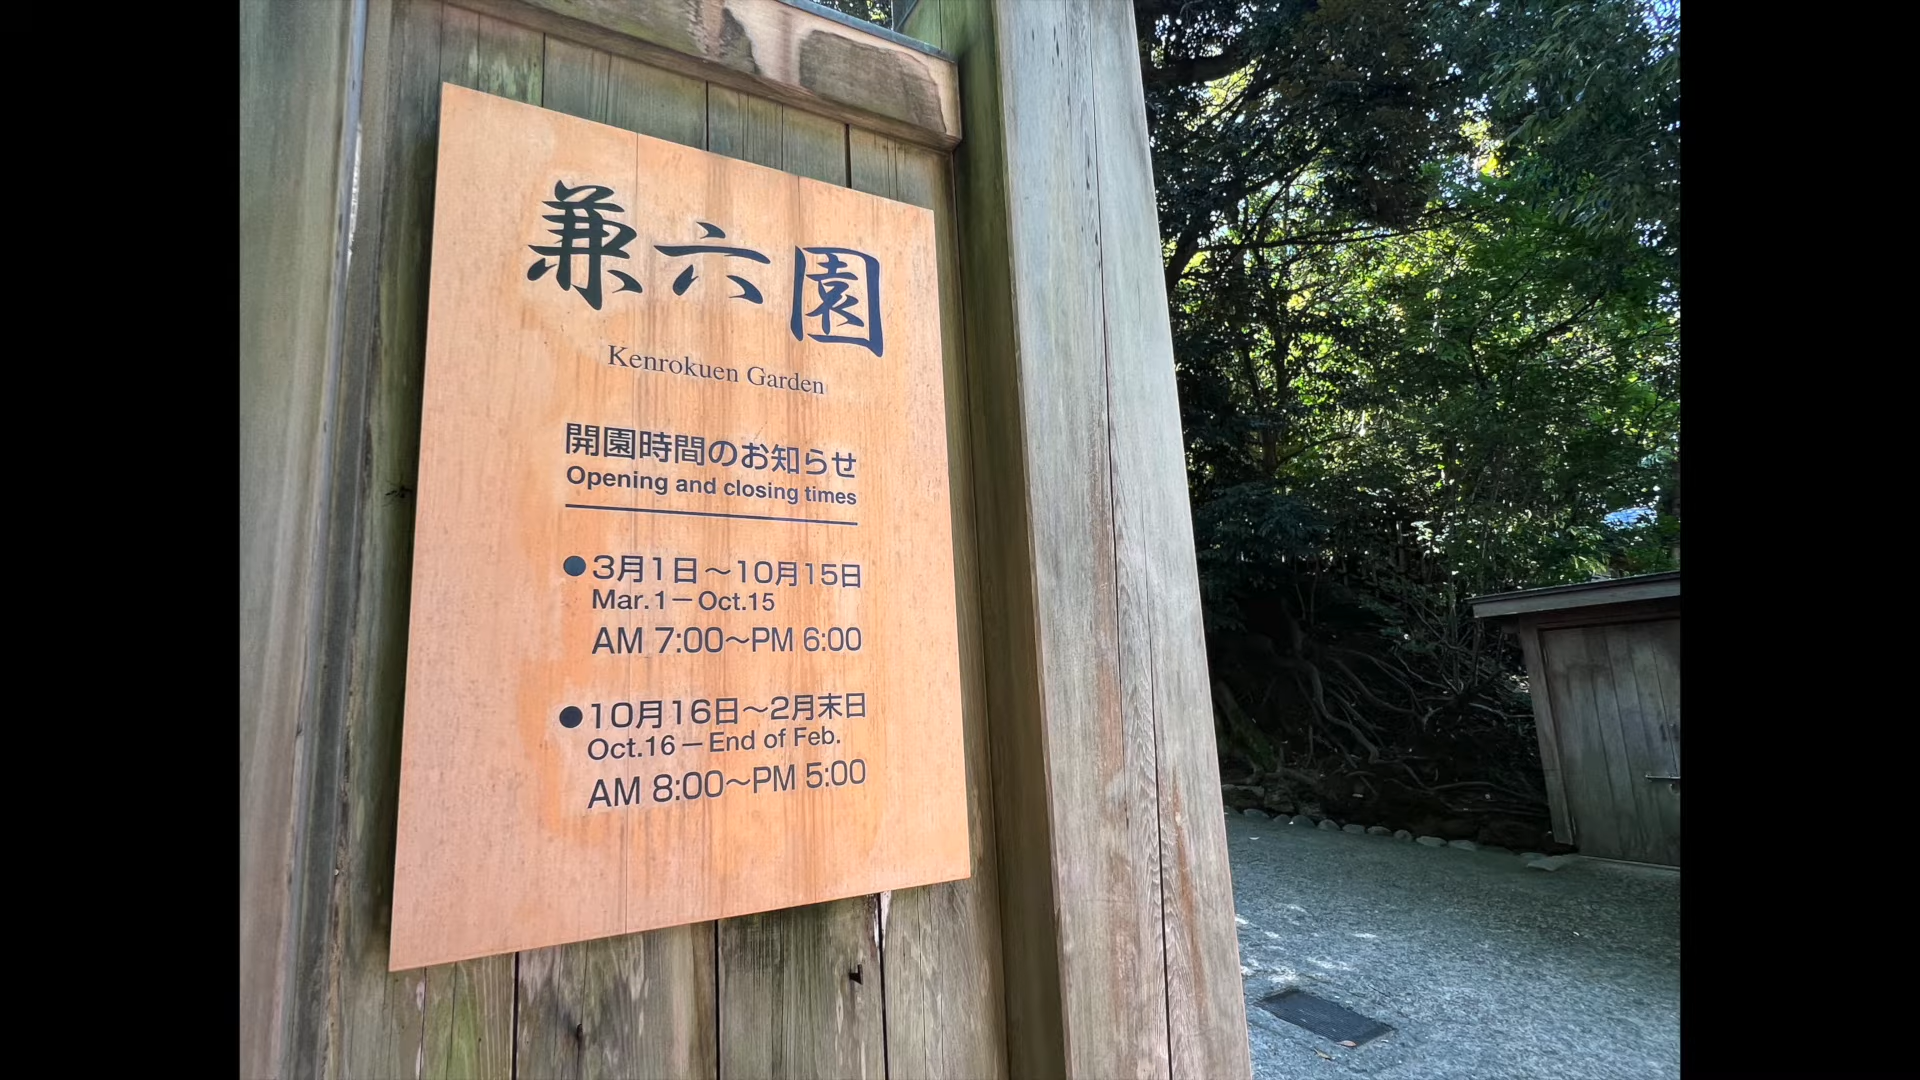 兼六園
Kenrokuen Garden
開園時間のお知らせ
Opening and closing times
●3月1日〜10月15日
Mar.1－Oct.15
AM 7:00〜PM 6:00
●10月16日〜2月末日
Oct.16－End of Feb.
AM 8:00〜PM 5:00